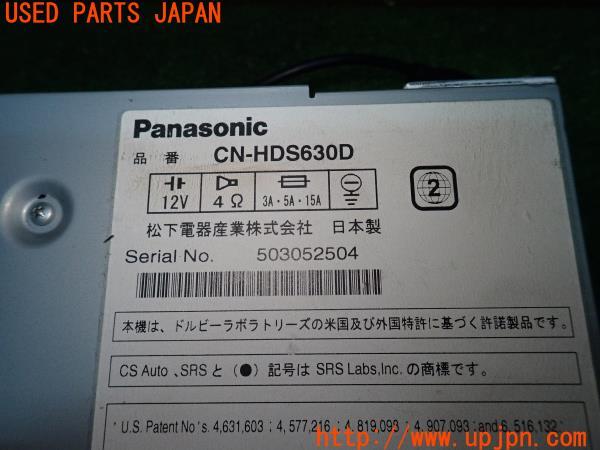 USED PARTS JAPAN
Panasonic
品 番 CN-HDS630D
12V 4Ω 3A・5A・15A
2
松下電器産業株式会社 日本製
Serial No. 503052504
本機は、ドルビーラボラトリーズの米国及び外国特許に基づく許諾製品です。
CS Auto 、SRS と (●) 記号は SRS Labs,Inc. の商標です。
U.S. Patent No's. 4,631,603 ; 4,577,216 ; 4,819,098 ; 4,907,093 ;and 6,516,132
http://www.upjpn.com